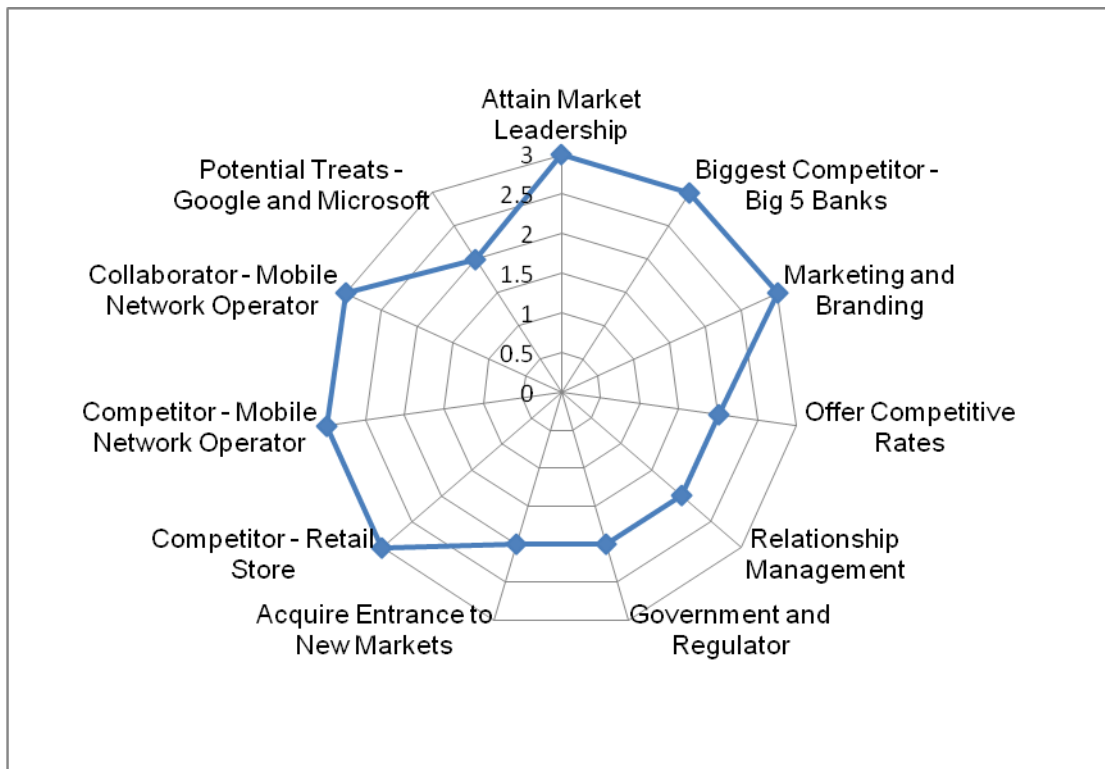 Attain Market
Leadership
Biggest Competitor -
Big 5 Banks
Marketing and
Branding
Offer Competitive
Rates
Relationship
Management
Government and
Regulator
Acquire Entrance to
New Markets
Competitor - Retail
Store
Competitor - Mobile
Network Operator
Collaborator - Mobile
Network Operator
Potential Treats -
Google and Microsoft
3
2.5
2
1.5
1
0.5
0